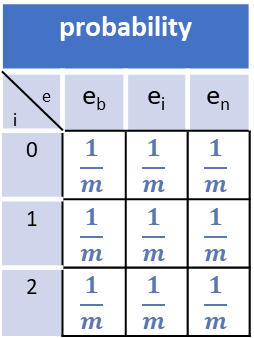 probability
e
i
e_b e_i e_n
0 1/m 1/m 1/m
1 1/m 1/m 1/m
2 1/m 1/m 1/m